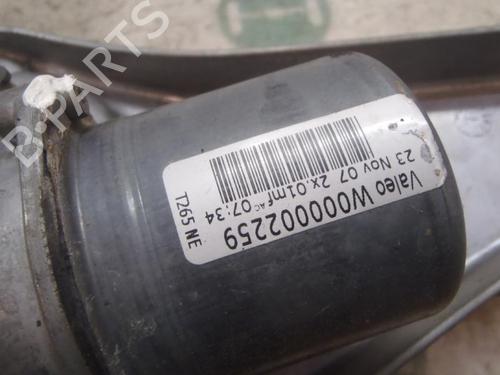 Valeo W000002259
23 Nov 07 2x.01mf AC 07:34
T265 NE
B-PARTS